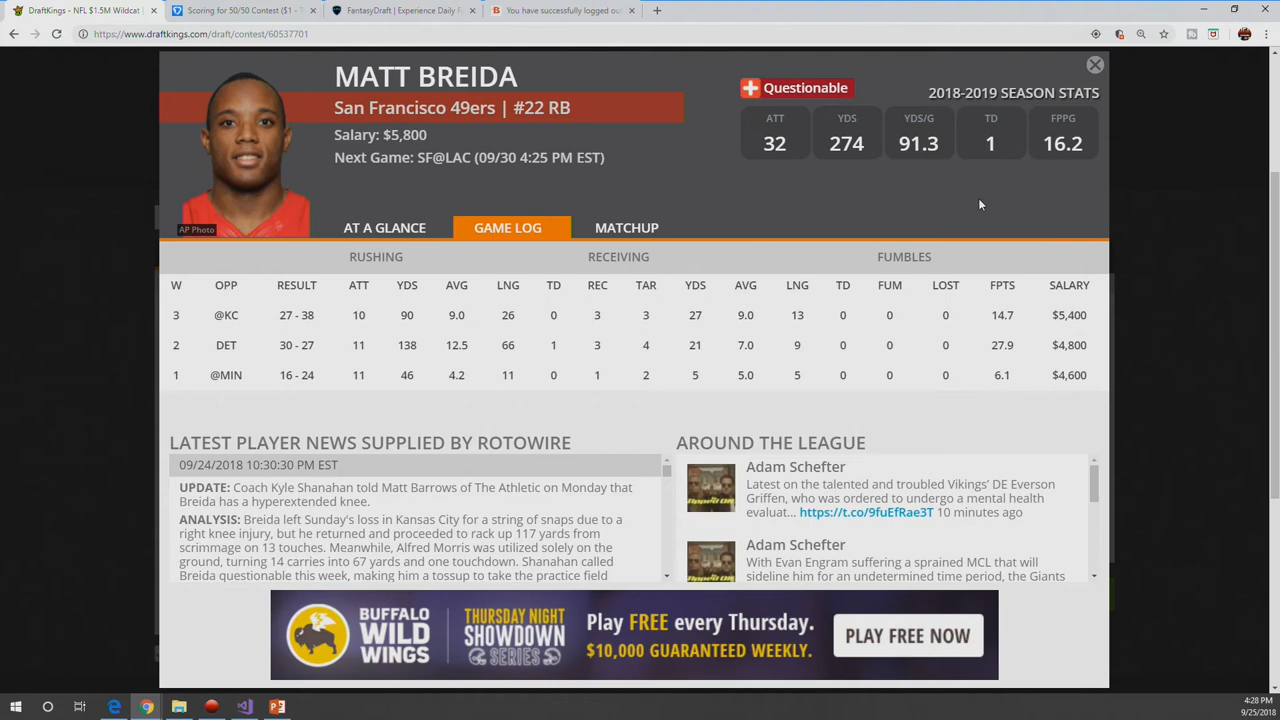 DraftKings - NFL $1.5M Wildcat
Scoring for 50/50 Contest ($1 - T
FantasyDraft | Experience Daily F
You have successfully logged ou
https://www.draftkings.com/draft/contest/60537701
MATT BREIDA
San Francisco 49ers | #22 RB
Salary: $5,800
Next Game: SF@LAC (09/30 4:25 PM EST)
AP Photo
Questionable
2018-2019 SEASON STATS
ATT YDS YDS/G TD FPPG
32 274 91.3 1 16.2
AT A GLANCE GAME LOG MATCHUP
RUSHING RECEIVING FUMBLES
W OPP RESULT ATT YDS AVG LNG TD REC TAR YDS AVG LNG TD FUM LOST FPTS SALARY
3 @KC 27 - 38 10 90 9.0 26 0 3 3 27 9.0 13 0 0 0 14.7 $5,400
2 DET 30 - 27 11 138 12.5 66 1 3 4 21 7.0 9 0 0 0 27.9 $4,800
1 @MIN 16 - 24 11 46 4.2 11 0 1 2 5 5.0 5 0 0 0 6.1 $4,600
LATEST PLAYER NEWS SUPPLIED BY ROTOWIRE
09/24/2018 10:30:30 PM EST
UPDATE: Coach Kyle Shanahan told Matt Barrows of The Athletic on Monday that
Breida has a hyperextended knee.
ANALYSIS: Breida left Sunday's loss in Kansas City for a string of snaps due to a
right knee injury, but he returned and proceeded to rack up 117 yards from
scrimmage on 13 touches. Meanwhile, Alfred Morris was utilized solely on the
ground, turning 14 carries into 67 yards and one touchdown. Shanahan called
Breida questionable this week, making him a tossup to take the practice field
AROUND THE LEAGUE
Adam Schefter
Latest on the talented and troubled Vikings' DE Everson
Griffen, who was ordered to undergo a mental health
evaluat... https://t.co/9fuEfRae3T 10 minutes ago
Adam Schefter
With Evan Engram suffering a sprained MCL that will
sideline him for an undetermined time period, the Giants
BUFFALO
WILD
WINGS
THURSDAY NIGHT
SHOWDOWN
SERIES
Play FREE every Thursday.
$10,000 GUARANTEED WEEKLY.
PLAY FREE NOW
4:28 PM
9/25/2018